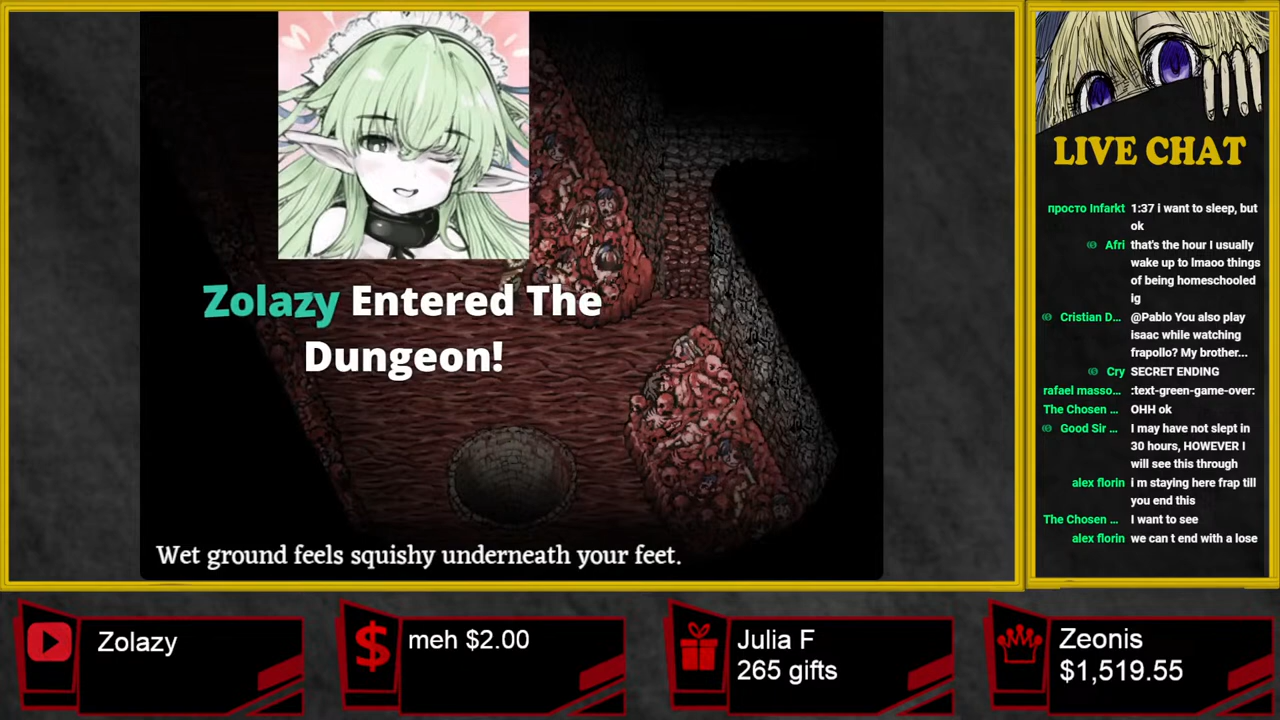 Zolazy Entered The
Dungeon!
Wet ground feels squishy underneath your feet.
LIVE CHAT
просто Infarkt 1:37 i want to sleep, but
ok
Afri that's the hour I usually
wake up to lmaoo things
of being homeschooled
ig
Cristian D... @Pablo You also play
isaac while watching
frapollo? My brother...
Cry SECRET ENDING
rafael masso... :text-green-game-over:
The Chosen ... OHH ok
Good Sir ... I may have not slept in
30 hours, HOWEVER I
will see this through
alex florin i m staying here frap till
you end this
The Chosen ... I want to see
alex florin we can t end with a lose
Zolazy
$ meh $2.00
Julia F
265 gifts
Zeonis
$1,519.55